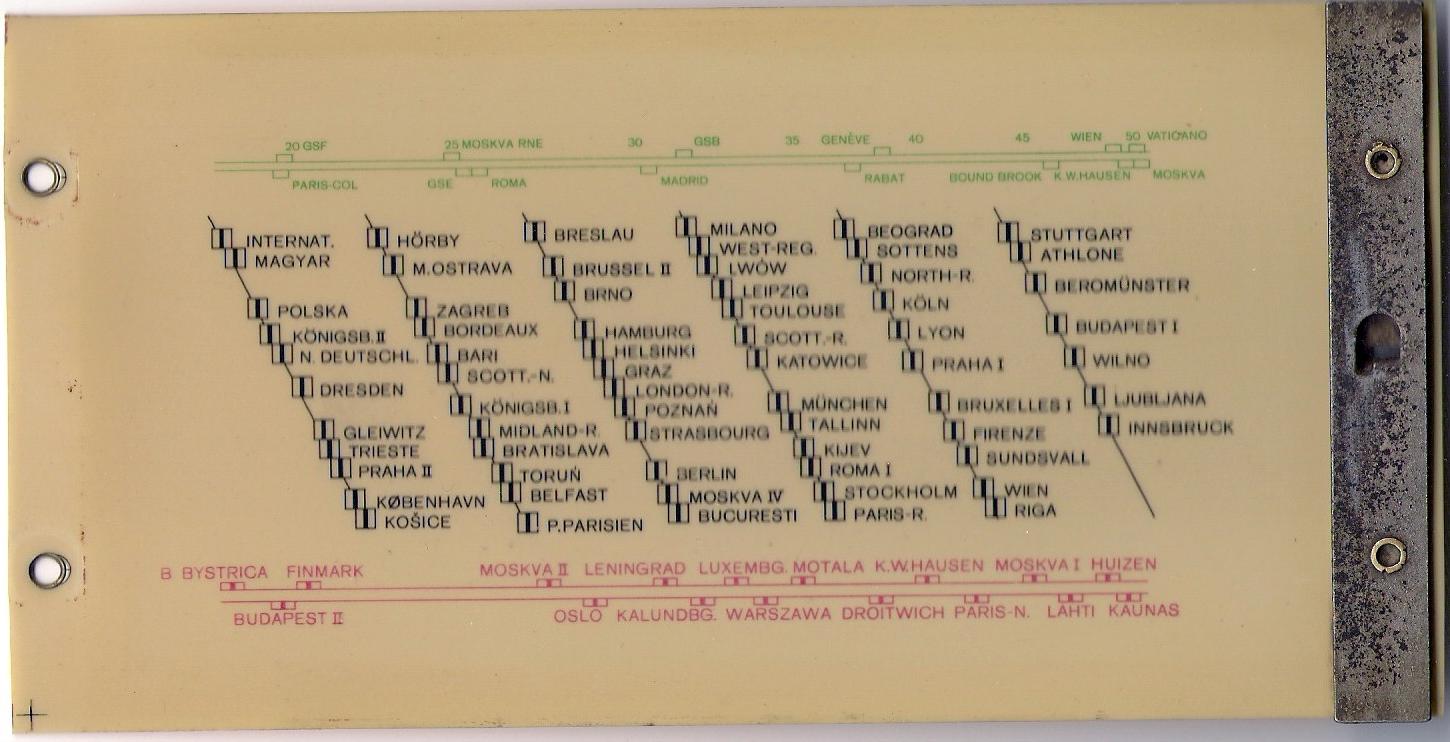 20 GSF 25 MOSKVA RNE 30 GSB 35 GENÈVE 40 45 WIEN 50 VATICANO
PARIS-COL GSE ROMA MADRID RABAT BOUND BROOK K.W.HAUSEN MOSKVA
INTERNAT.
MAGYAR
POLSKA
KÖNIGSB.II
N. DEUTSCHL.
DRESDEN
GLEIWITZ
TRIESTE
PRAHA II
KØBENHAVN
KOŠICE
HÖRBY
M.OSTRAVA
ZAGREB
BORDEAUX
BARI
SCOTT.-N.
KÖNIGSB.I
MIDLAND-R.
BRATISLAVA
TORUŃ
BELFAST
P.PARISIEN
BRESLAU
BRUSSEL II
BRNO
HAMBURG
HELSINKI
GRAZ
LONDON-R.
POZNAŃ
STRASBOURG
BERLIN
MOSKVA IV
BUCURESTI
MILANO
WEST-REG.
LWÓW
LEIPZIG
TOULOUSE
SCOTT.-R.
KATOWICE
MÜNCHEN
TALLINN
KIJEV
ROMA I
STOCKHOLM
PARIS-R.
BEOGRAD
SOTTENS
NORTH-R.
KÖLN
LYON
PRAHA I
BRUXELLES I
FIRENZE
SUNDSVALL
WIEN
RIGA
STUTTGART
ATHLONE
BEROMÜNSTER
BUDAPEST I
WILNO
LJUBLJANA
INNSBRUCK
B BYSTRICA FINMARK MOSKVA II LENINGRAD LUXEMBG. MOTALA K.W.HAUSEN MOSKVA I HUIZEN
BUDAPEST II OSLO KALUNDBG. WARSZAWA DROITWICH PARIS-N. LAHTI KAUNAS